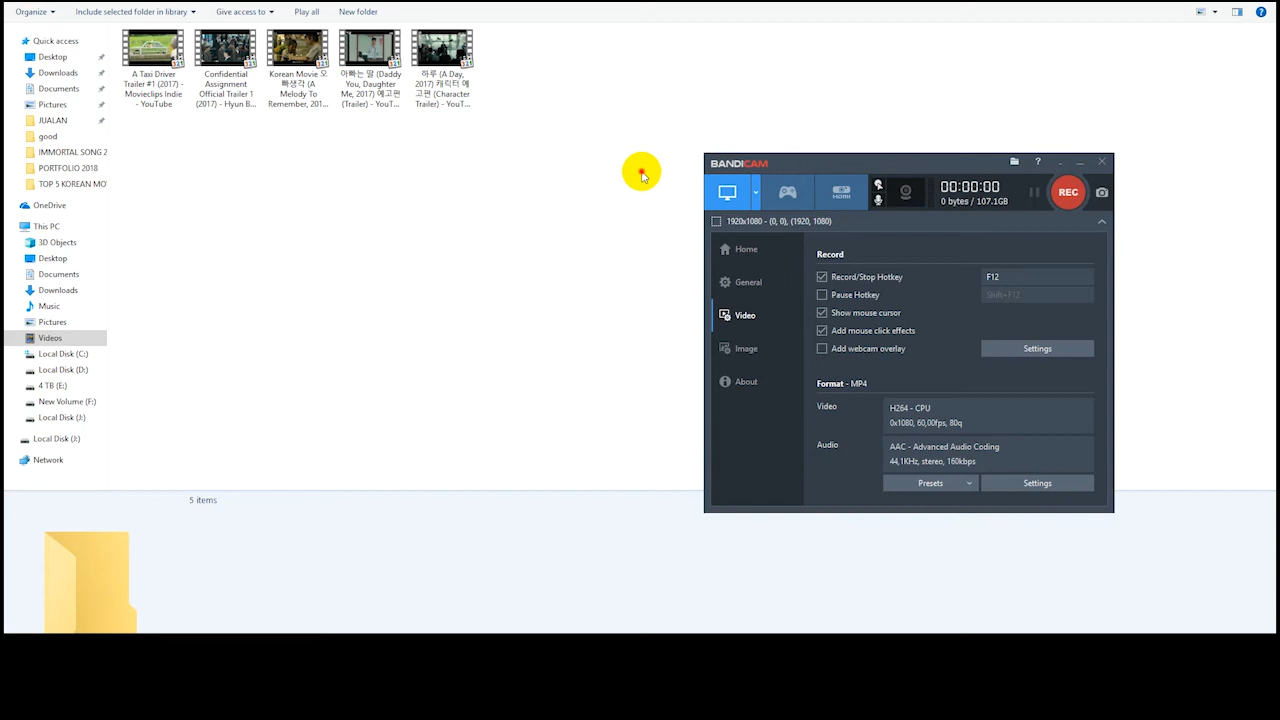 Organize
Include selected folder in library
Give access to
Play all
New folder
Quick access
Desktop
Downloads
Documents
Pictures
JUALAN
good
IMMORTAL SONG 2
PORTFOLIO 2018
TOP 5 KOREAN MO
OneDrive
This PC
3D Objects
Desktop
Documents
Downloads
Music
Pictures
Videos
Local Disk (C:)
Local Disk (D:)
4 TB (E:)
New Volume (F:)
Local Disk (J:)
Local Disk (J:)
Network
A Taxi Driver
Trailer #1 (2017) -
Movieclips Indie
- YouTube
Confidential
Assignment
Official Trailer 1
(2017) - Hyun B...
Korean Movie 오
빠생각 (A
Melody To
Remember, 201...
아빠는 딸 (Daddy
You, Daughter
Me, 2017) 예고편
(Trailer) - YouT...
하루 (A Day,
2017) 캐릭터 예
고편 (Character
Trailer) - YouT...
5 items
BANDICAM
HDMI
00:00:00
0 bytes / 107.1GB
REC
1920x1080 - (0, 0), (1920, 1080)
Home
General
Video
Image
About
Record
Record/Stop Hotkey
F12
Pause Hotkey
Shift+F12
Show mouse cursor
Add mouse click effects
Add webcam overlay
Settings
Format - MP4
Video
H264 - CPU
0x1080, 60,00fps, 80q
Audio
AAC - Advanced Audio Coding
44,1KHz, stereo, 160kbps
Presets
Settings